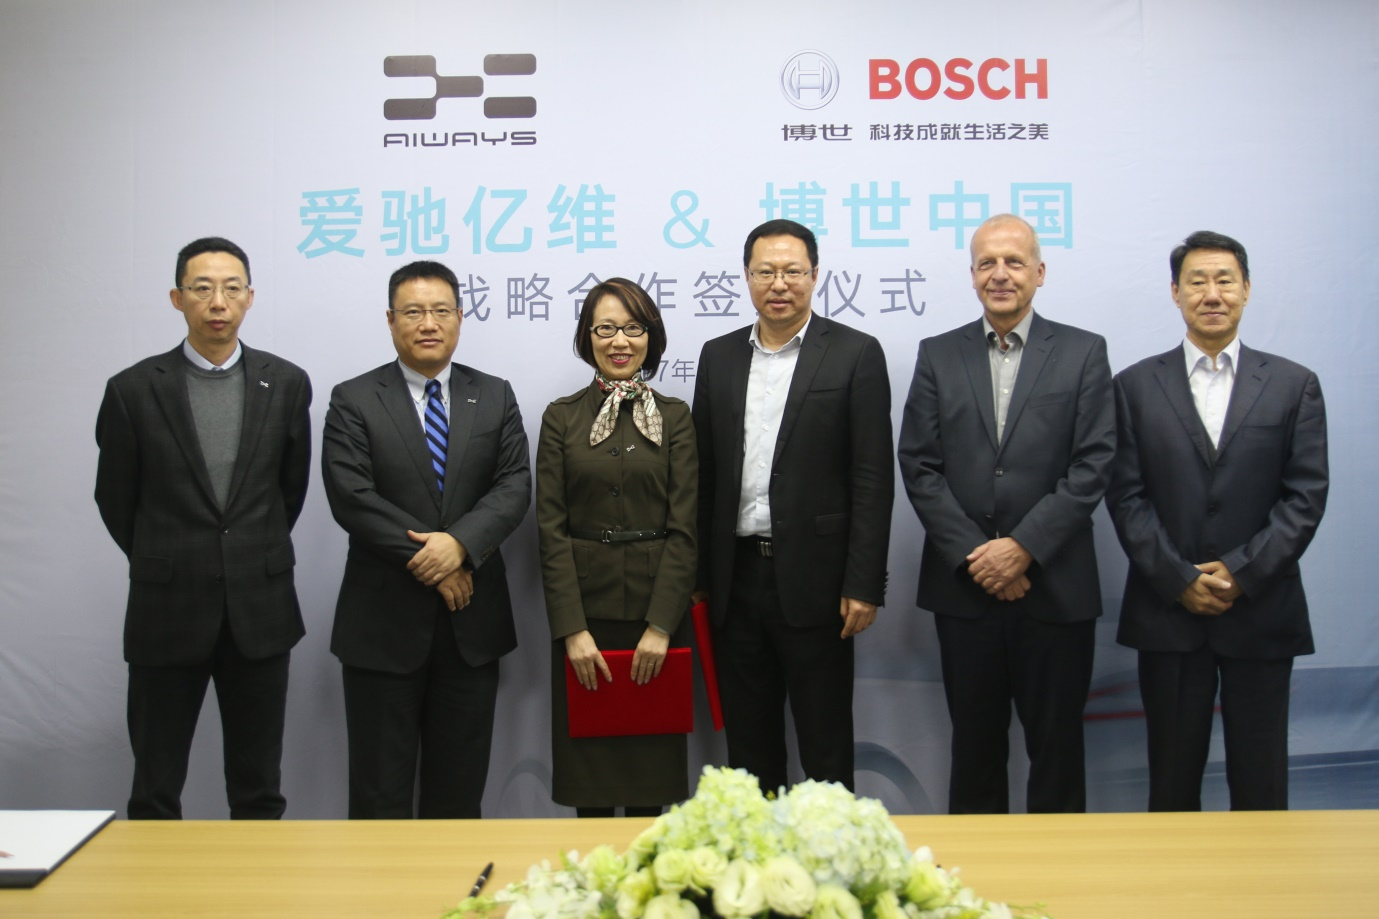 AIWAYS
BOSCH
博世 科技成就生活之美
爱驰亿维 & 博世中国
战略合作签 仪式
7年